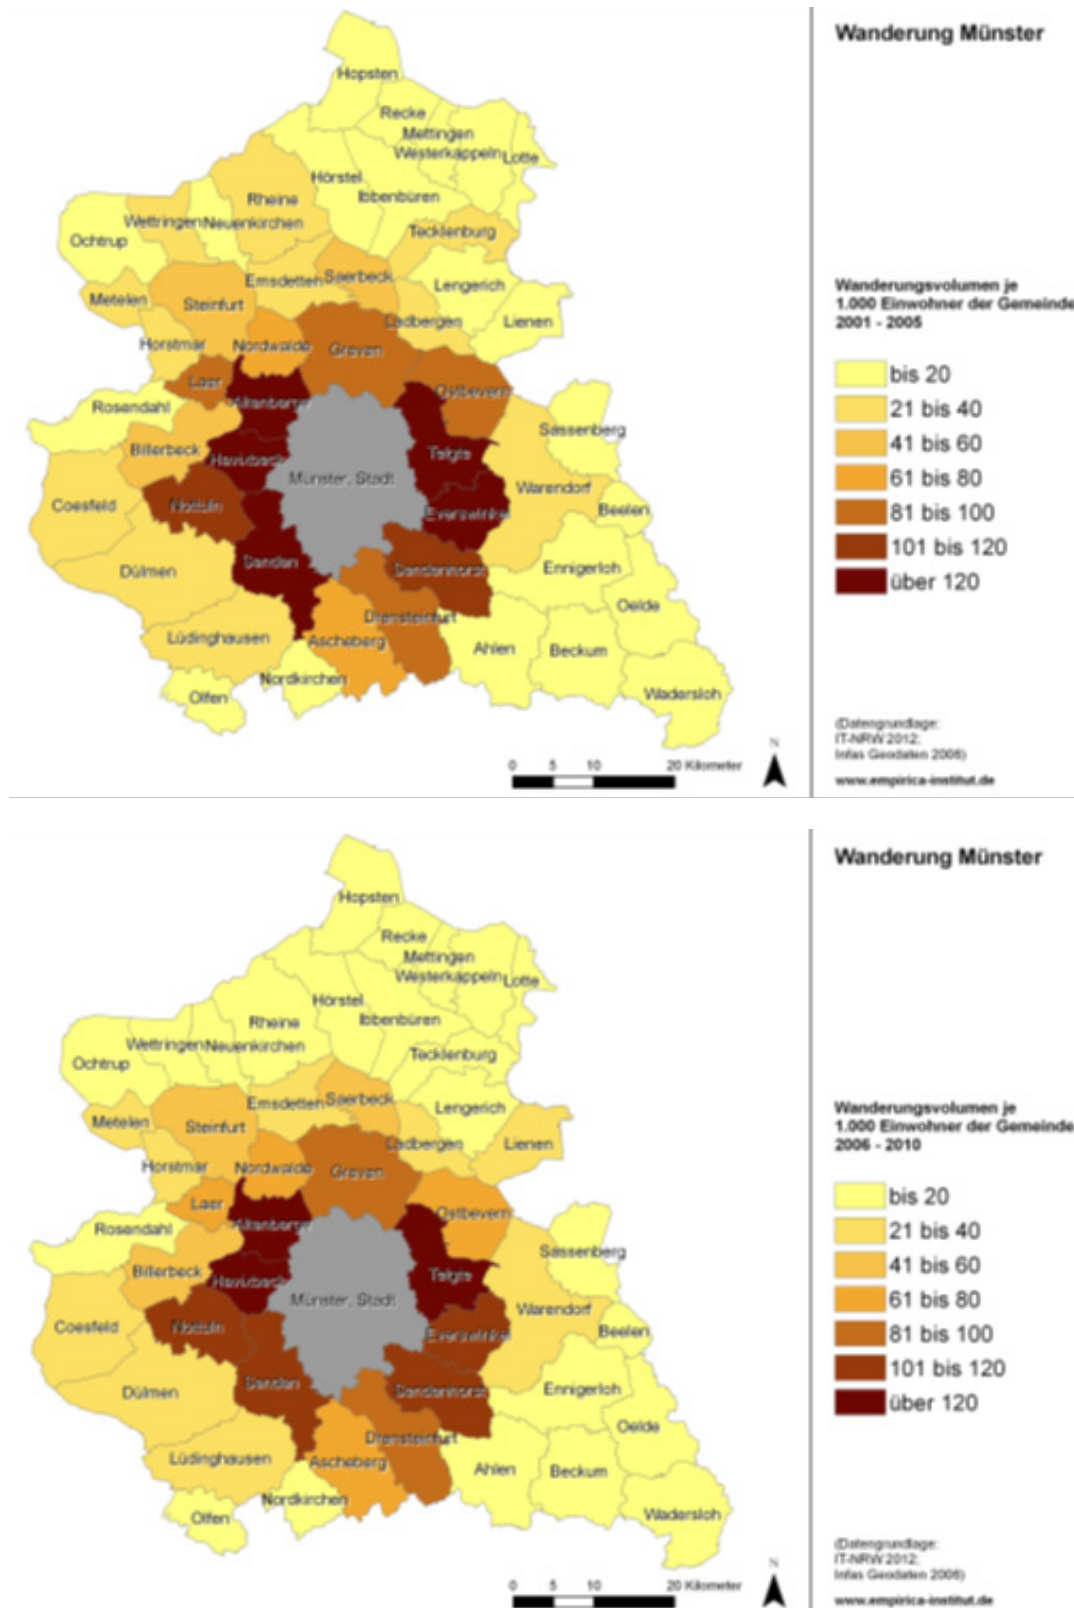 Wanderung Münster
Hopsten
Recke
Mettingen
Westerkappeln
Lotte
Hörstel
Ibbenbüren
Rheine
Wettringen
Neuenkirchen
Ochtrup
Tecklenburg
Emsdetten
Saerbeck
Lengerich
Metelen
Steinfurt
Ladbergen
Lienen
Horstmar
Nordwalde
Greven
Laer
Altenberge
Ostbevern
Rosendahl
Sassenberg
Billerbeck
Havixbeck
Telgte
Münster, Stadt
Warendorf
Coesfeld
Nottuln
Everswinkel
Beelen
Senden
Sendenhorst
Ennigerloh
Dülmen
Oelde
Drensteinfurt
Lüdinghausen
Ascheberg
Ahlen
Beckum
Nordkirchen
Olfen
Wadersloh
Wanderungsvolumen je
1.000 Einwohner der Gemeinde
2001 - 2005
bis 20
21 bis 40
41 bis 60
61 bis 80
81 bis 100
101 bis 120
über 120
(Datengrundlage:
IT-NRW 2012;
Infas Geodaten 2006)
www.empirica-institut.de
N
0 5 10 20 Kilometer
Wanderung Münster
Hopsten
Recke
Mettingen
Westerkappeln
Lotte
Hörstel
Ibbenbüren
Rheine
Wettringen
Neuenkirchen
Ochtrup
Tecklenburg
Emsdetten
Saerbeck
Lengerich
Metelen
Steinfurt
Ladbergen
Lienen
Horstmar
Nordwalde
Greven
Laer
Altenberge
Ostbevern
Rosendahl
Sassenberg
Billerbeck
Havixbeck
Telgte
Münster, Stadt
Warendorf
Coesfeld
Nottuln
Everswinkel
Beelen
Senden
Sendenhorst
Ennigerloh
Dülmen
Oelde
Drensteinfurt
Lüdinghausen
Ascheberg
Ahlen
Beckum
Nordkirchen
Olfen
Wadersloh
Wanderungsvolumen je
1.000 Einwohner der Gemeinde
2006 - 2010
bis 20
21 bis 40
41 bis 60
61 bis 80
81 bis 100
101 bis 120
über 120
(Datengrundlage:
IT-NRW 2012;
Infas Geodaten 2006)
www.empirica-institut.de
N
0 5 10 20 Kilometer